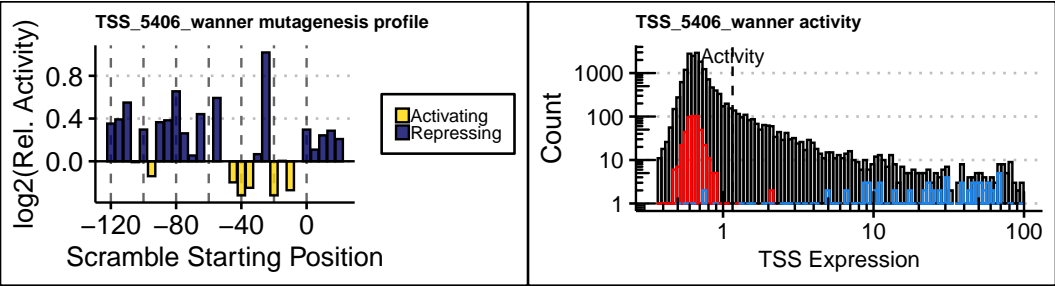 TSS_5406_wanner mutagenesis profile
log2(Rel. Activity)
0.8
0.4
0.0
−120 −80 −40 0
Scramble Starting Position
Activating
Repressing
TSS_5406_wanner activity
Activity
Count
1000
100
10
1
1 10 100
TSS Expression